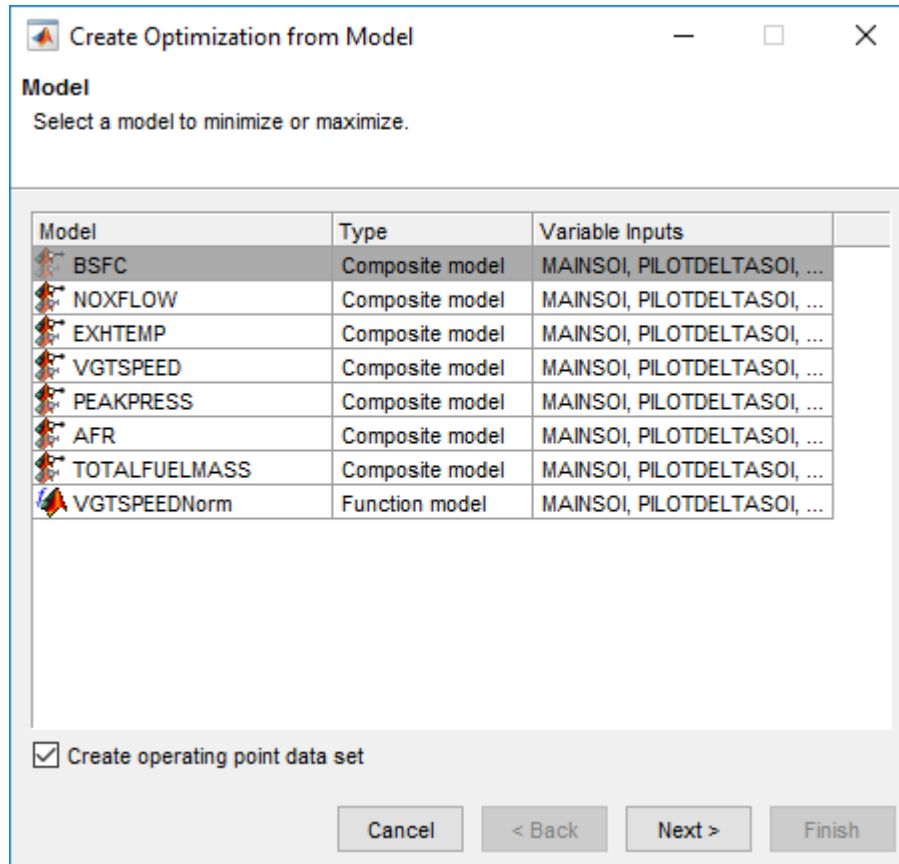 Create Optimization from Model
Model
Select a model to minimize or maximize.
Model Type Variable Inputs
BSFC Composite model MAINSOI, PILOTDELTASOI, ...
NOXFLOW Composite model MAINSOI, PILOTDELTASOI, ...
EXHTEMP Composite model MAINSOI, PILOTDELTASOI, ...
VGTSPEED Composite model MAINSOI, PILOTDELTASOI, ...
PEAKPRESS Composite model MAINSOI, PILOTDELTASOI, ...
AFR Composite model MAINSOI, PILOTDELTASOI, ...
TOTALFUELMASS Composite model MAINSOI, PILOTDELTASOI, ...
VGTSPEEDNorm Function model MAINSOI, PILOTDELTASOI, ...
Create operating point data set
Cancel < Back Next > Finish